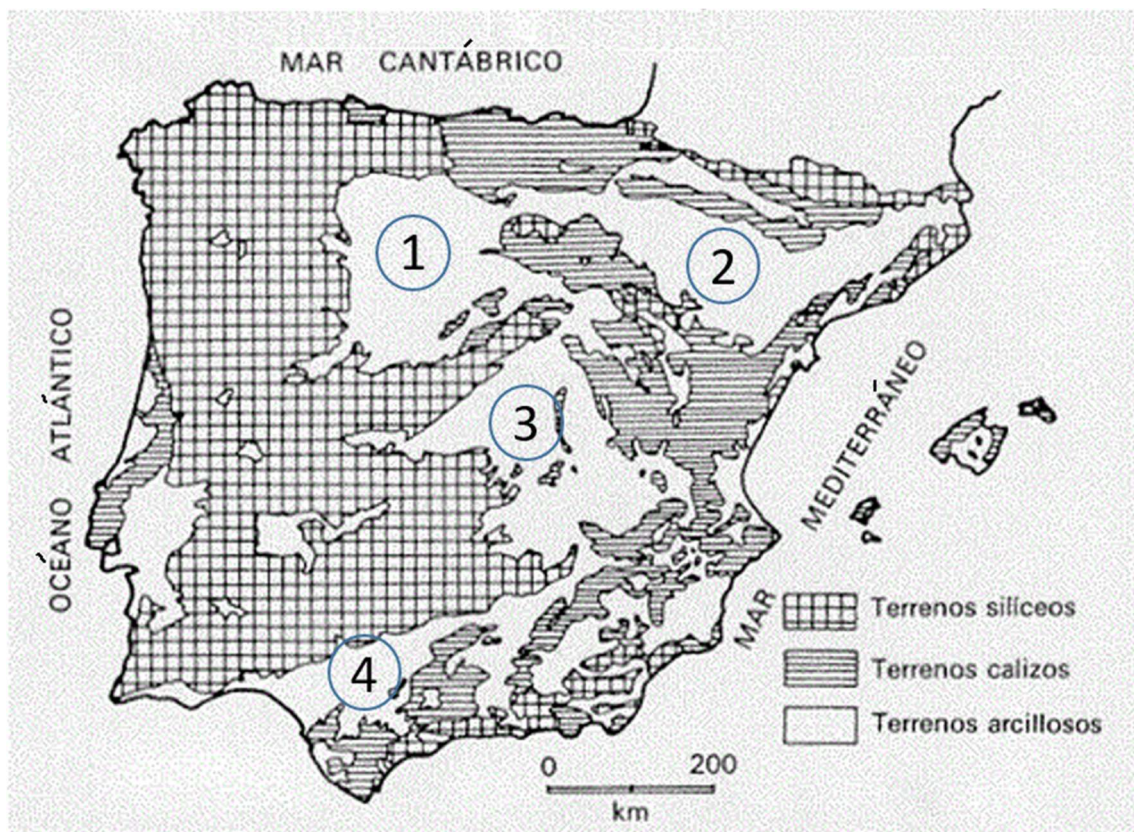 MAR CANTÁBRICO
1
2
3
4
OCÉANO ATLÁNTICO
MAR MEDITERRÁNEO
Terrenos silíceos
Terrenos calizos
Terrenos arcillosos
0 200
km